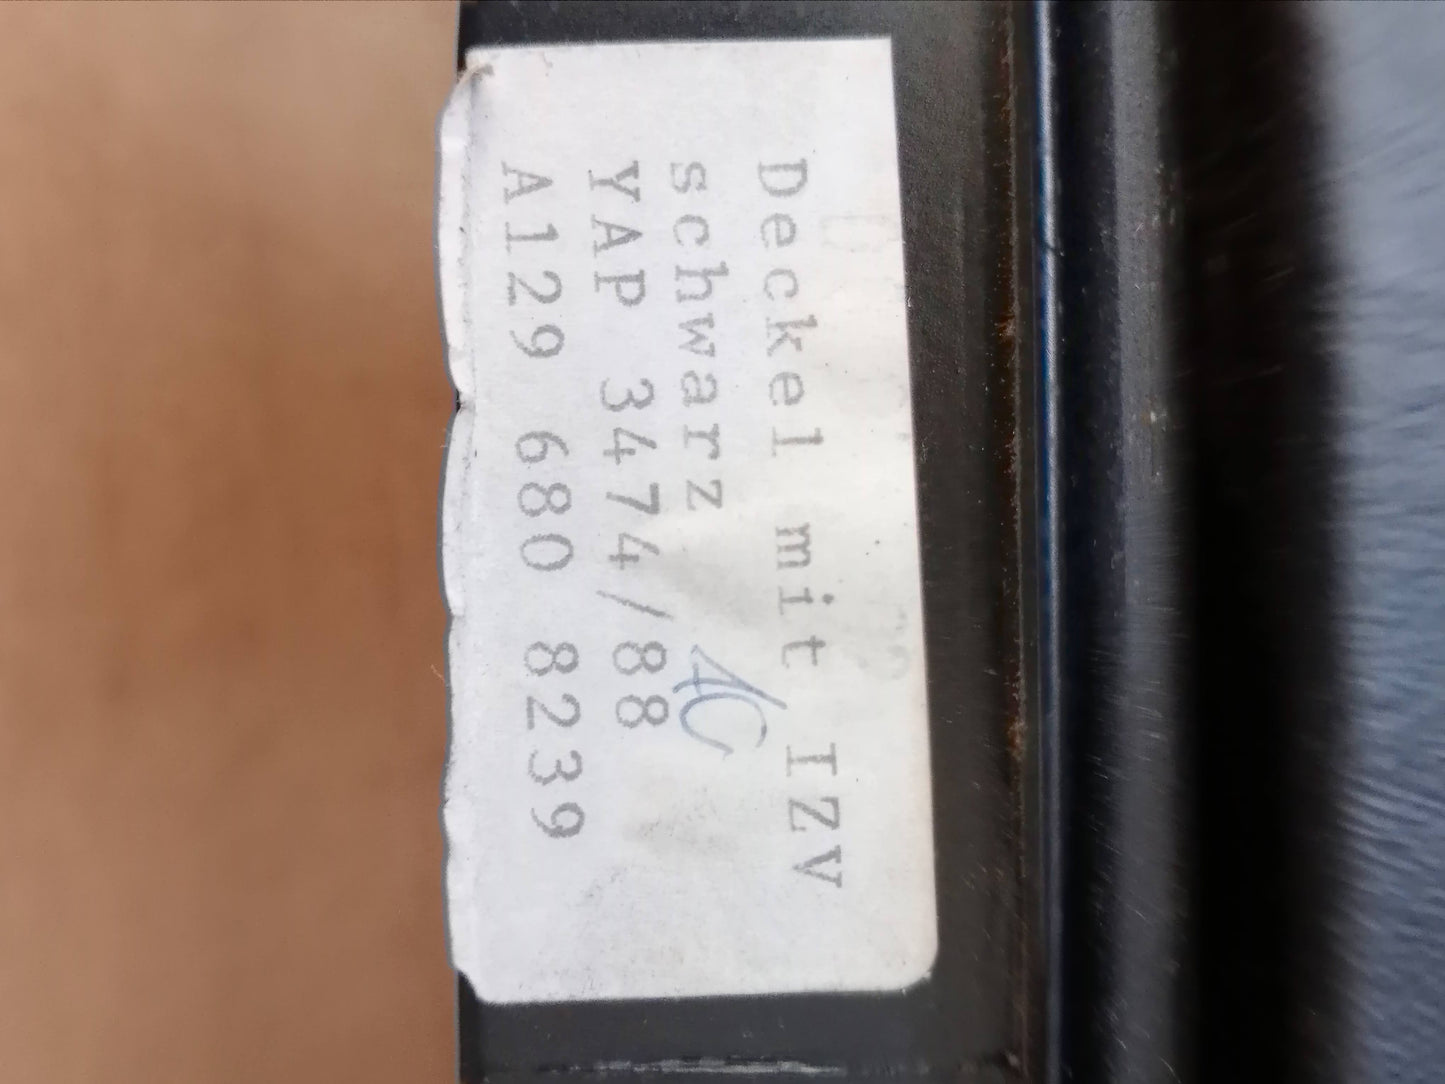 Deckel mit IZV
schwarz
YAP 3474/88
A129 680 8239